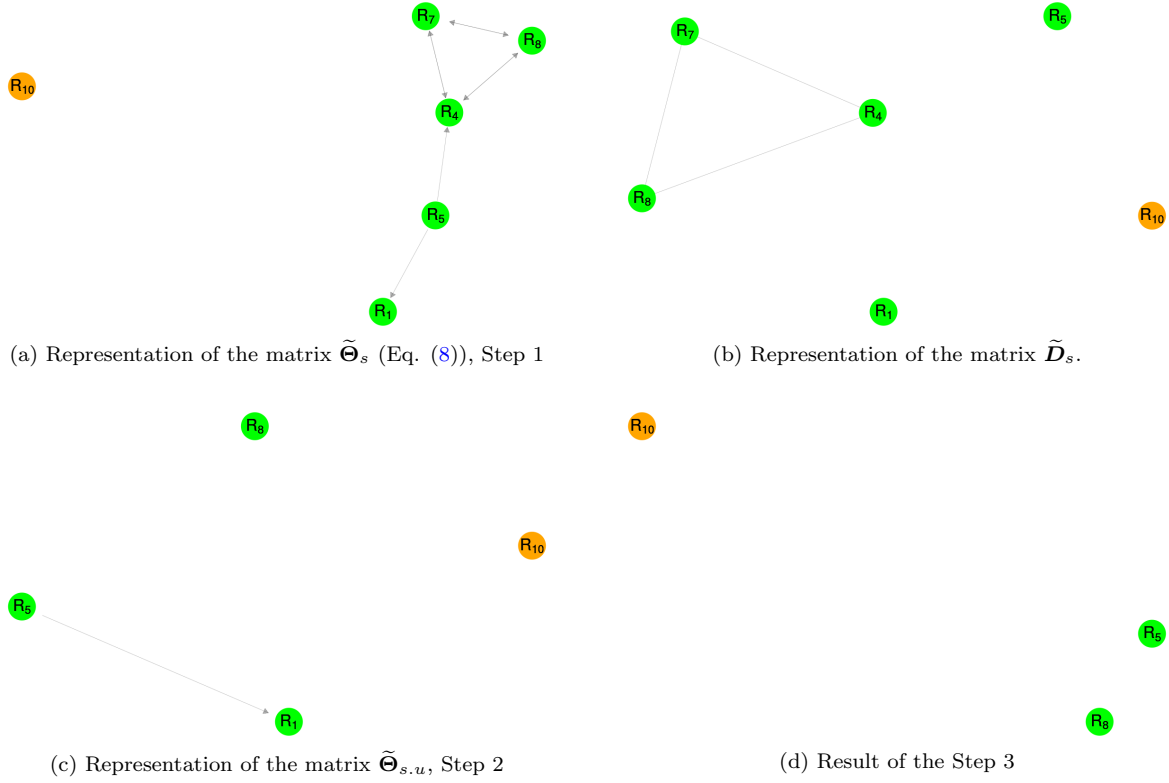 R₇
R₈
R₁₀
R₄
R₅
R₁
(a) Representation of the matrix Θ̃ₛ (Eq. (8)), Step 1
R₅
R₇
R₄
R₈
R₁₀
R₁
(b) Representation of the matrix D̃ₛ.
R₈
R₁₀
R₅
R₁
(c) Representation of the matrix Θ̃ₛ.ᵤ, Step 2
R₁₀
R₅
R₈
(d) Result of the Step 3